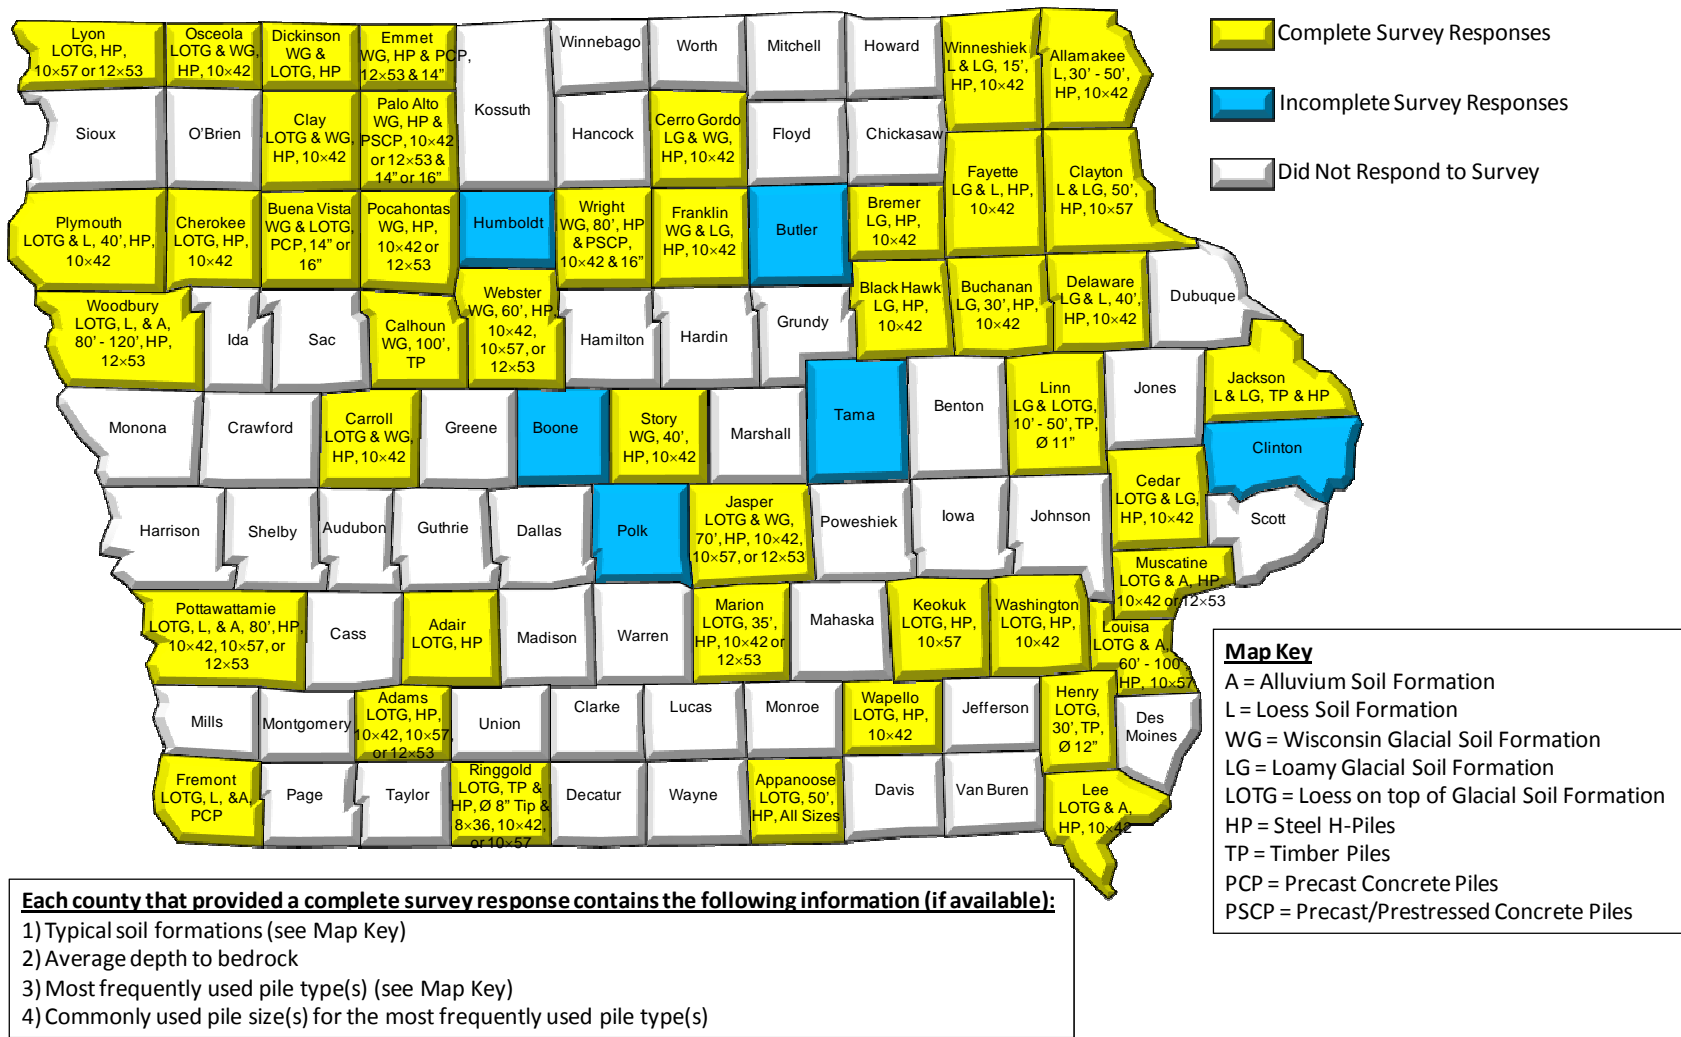 Lyon
LOTG, HP,
10×57 or 12×53
Osceola
LOTG & WG,
HP, 10×42
Dickinson
WG &
LOTG, HP
Emmet
WG, HP & PCP,
12×53 & 14”
Winnebago
Worth
Mitchell
Howard
Winneshiek
L & LG, 15’,
HP, 10×42
Allamakee
L, 30’ - 50’,
HP, 10×42
Complete Survey Responses
Incomplete Survey Responses
Did Not Respond to Survey
Sioux
O’Brien
Clay
LOTG & WG,
HP, 10×42
Palo Alto
WG, HP &
PSCP, 10×42
or 12×53 &
14” or 16”
Kossuth
Hancock
Cerro Gordo
LG & WG,
HP, 10×42
Floyd
Chickasaw
Fayette
LG & L, HP,
10×42
Clayton
L & LG, 50’,
HP, 10×57
Plymouth
LOTG & L, 40’, HP,
10×42
Cherokee
LOTG, HP,
10×42
Buena Vista
WG & LOTG,
PCP, 14” or
16”
Pocahontas
WG, HP,
10×42 or
12×53
Humboldt
Wright
WG, 80’, HP
& PSCP,
10×42 & 16”
Franklin
WG & LG,
HP, 10×42
Butler
Bremer
LG, HP,
10×42
Woodbury
LOTG, L, & A,
80’ - 120’, HP,
12×53
Ida
Sac
Calhoun
WG, 100’,
TP
Webster
WG, 60’, HP,
10×42,
10×57, or
12×53
Hamilton
Hardin
Grundy
Black Hawk
LG, HP,
10×42
Buchanan
LG, 30’, HP,
10×42
Delaware
LG & L, 40’,
HP, 10×42
Dubuque
Monona
Crawford
Carroll
LOTG & WG,
HP, 10×42
Greene
Boone
Story
WG, 40’,
HP, 10×42
Marshall
Tama
Benton
Linn
LG & LOTG,
10’ - 50’, TP,
Ø 11”
Jones
Jackson
L & LG, TP & HP
Clinton
Cedar
LOTG & LG,
HP, 10×42
Harrison
Shelby
Audubon
Guthrie
Dallas
Polk
Jasper
LOTG & WG,
70’, HP, 10×42,
10×57, or 12×53
Poweshiek
Iowa
Johnson
Scott
Muscatine
LOTG & A, HP,
10×42 or 12×53
Pottawattamie
LOTG, L, & A, 80’, HP,
10×42, 10×57, or
12×53
Cass
Adair
LOTG, HP
Madison
Warren
Marion
LOTG, 35’,
HP, 10×42 or
12×53
Mahaska
Keokuk
LOTG, HP,
10×57
Washington
LOTG, HP,
10×42
Louisa
LOTG & A,
60’ - 100’,
HP, 10×57
Mills
Montgomery
Adams
LOTG, HP,
10×42, 10×57,
or 12×53
Union
Clarke
Lucas
Monroe
Wapello
LOTG, HP,
10×42
Jefferson
Henry
LOTG,
30’, TP,
Ø 12”
Des
Moines
Fremont
LOTG, L, &A,
PCP
Page
Taylor
Ringgold
LOTG, TP &
HP, Ø 8” Tip &
8×36, 10×42,
or 10×57
Decatur
Wayne
Appanoose
LOTG, 50’,
HP, All Sizes
Davis
Van Buren
Lee
LOTG & A,
HP, 10×42
Map Key
A = Alluvium Soil Formation
L = Loess Soil Formation
WG = Wisconsin Glacial Soil Formation
LG = Loamy Glacial Soil Formation
LOTG = Loess on top of Glacial Soil Formation
HP = Steel H-Piles
TP = Timber Piles
PCP = Precast Concrete Piles
PSCP = Precast/Prestressed Concrete Piles
Each county that provided a complete survey response contains the following information (if available):
1) Typical soil formations (see Map Key)
2) Average depth to bedrock
3) Most frequently used pile type(s) (see Map Key)
4) Commonly used pile size(s) for the most frequently used pile type(s)